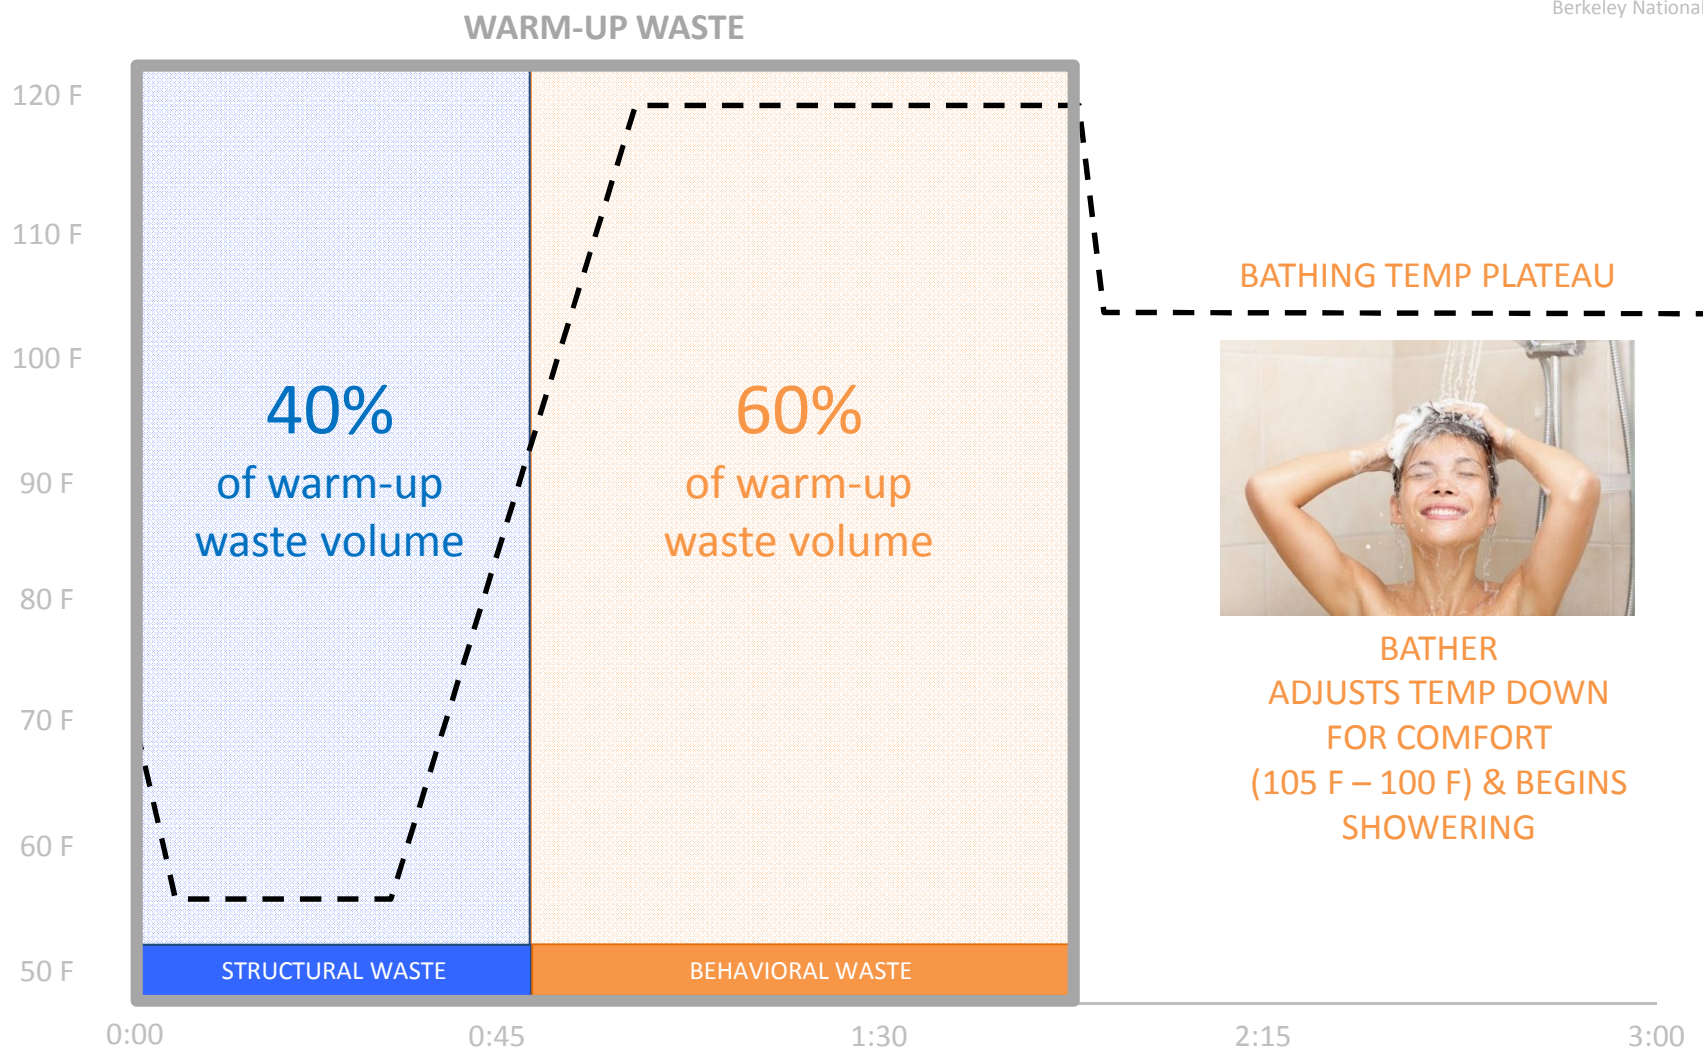 Berkeley National
WARM-UP WASTE
120 F
110 F
100 F
90 F
80 F
70 F
60 F
50 F
40%
of warm-up
waste volume
60%
of warm-up
waste volume
STRUCTURAL WASTE
BEHAVIORAL WASTE
BATHING TEMP PLATEAU
BATHER
ADJUSTS TEMP DOWN
FOR COMFORT
(105 F – 100 F) & BEGINS
SHOWERING
0:00
0:45
1:30
2:15
3:00